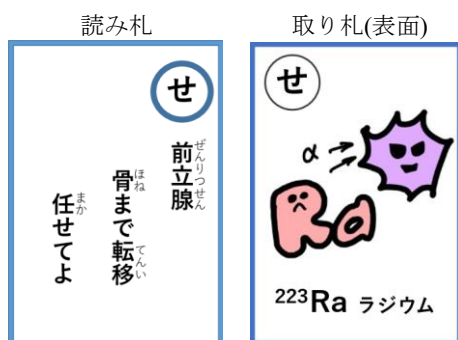 読み札
せ
前立腺
ぜんりつせん
骨まで転移
ほね
てんい
任せてよ
まか
取り札(表面)
せ
α
Ra
223Ra ラジウム